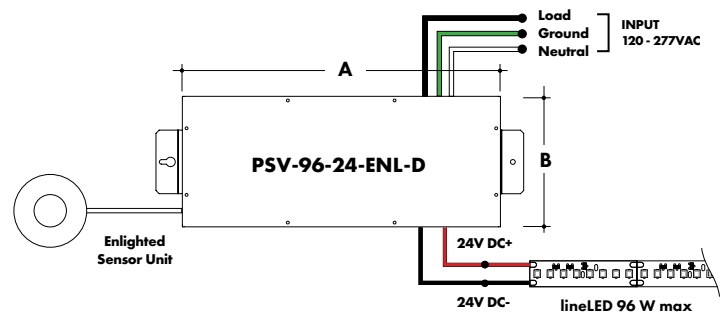 Load
Ground
Neutral
INPUT
120 - 277VAC
A
PSV-96-24-ENL-D
B
Enlighted
Sensor Unit
24V DC+
24V DC-
lineLED 96 W max